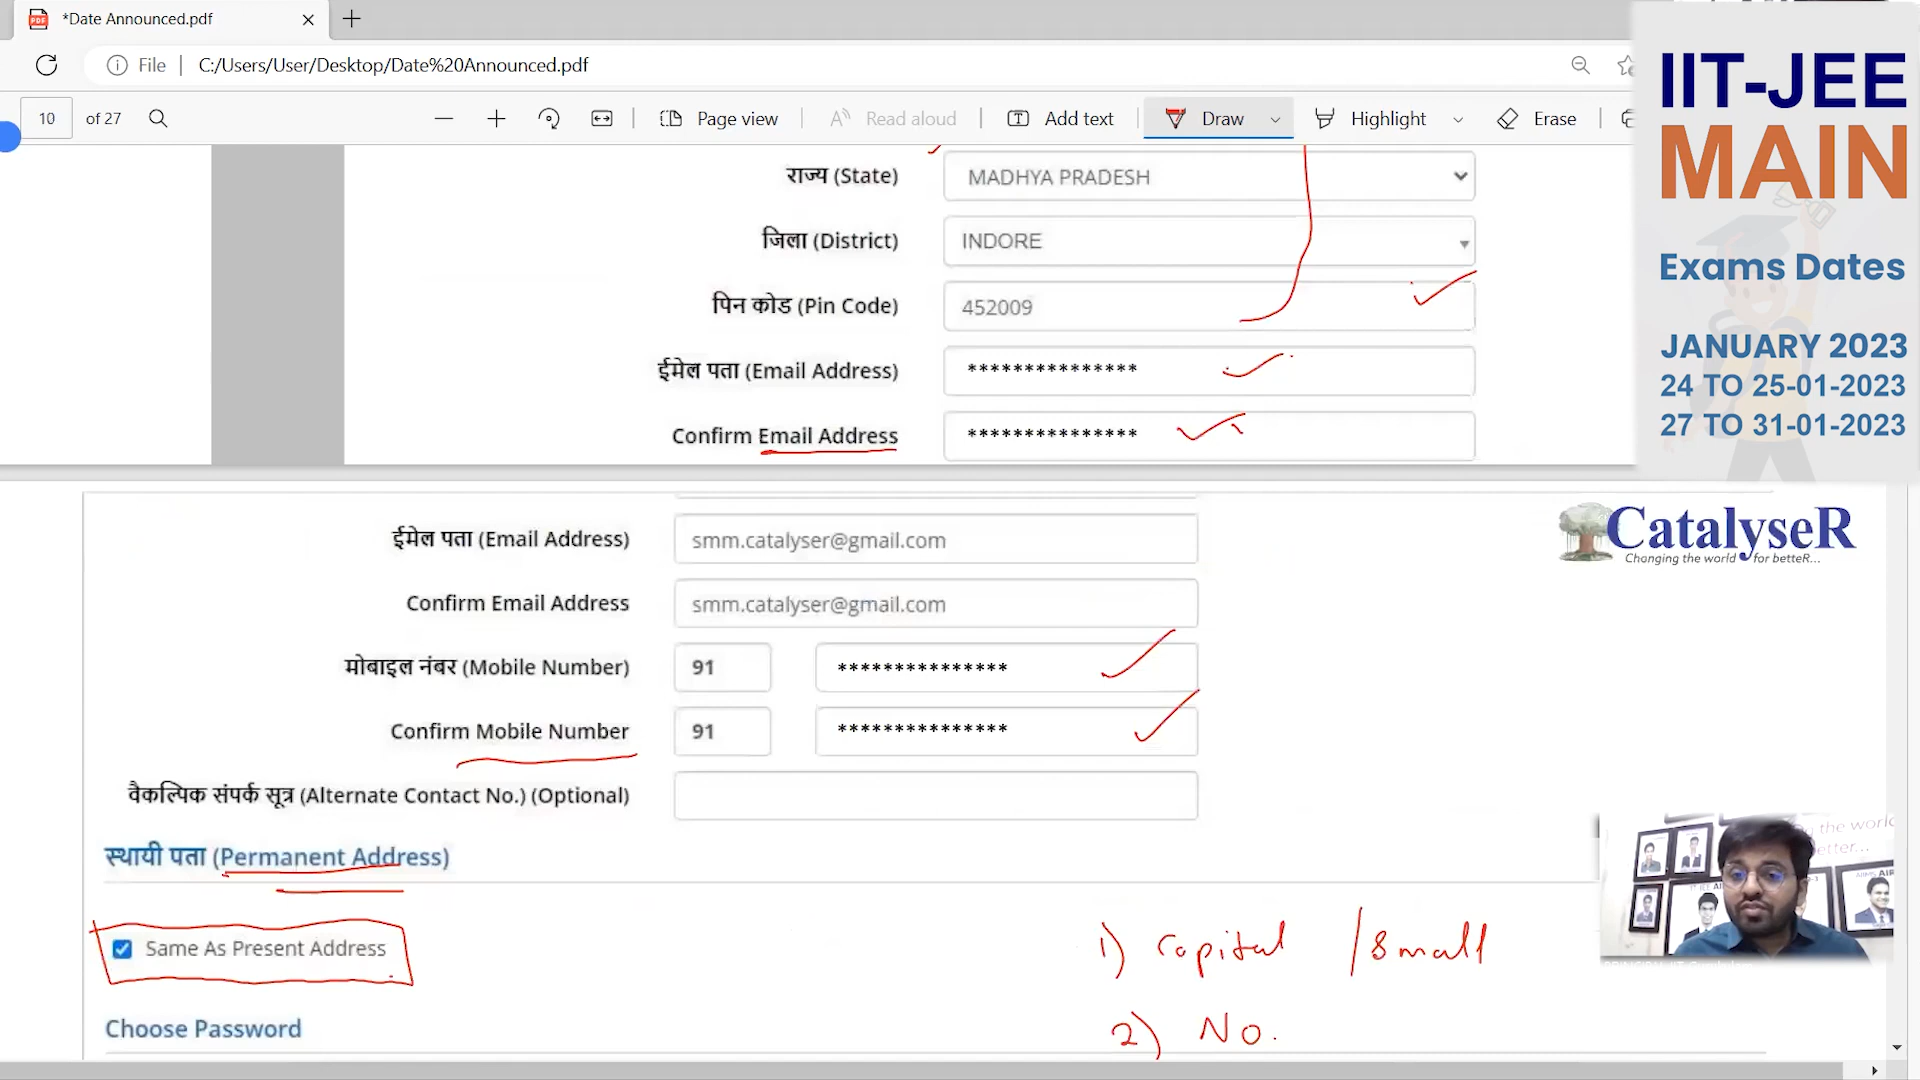 *Date Announced.pdf
File
C:/Users/User/Desktop/Date%20Announced.pdf
10 of 27
Page view
Read aloud
Add text
Draw
Highlight
Erase
IIT-JEE
MAIN
Exams Dates
JANUARY 2023
24 TO 25-01-2023
27 TO 31-01-2023
राज्य (State) MADHYA PRADESH
जिला (District) INDORE
पिन कोड (Pin Code) 452009
ईमेल पता (Email Address) ***************
Confirm Email Address ***************
CatalyseR
Changing the world for betteR...
ईमेल पता (Email Address) smm.catalyser@gmail.com
Confirm Email Address smm.catalyser@gmail.com
मोबाइल नंबर (Mobile Number) 91 ***************
Confirm Mobile Number 91 ***************
वैकल्पिक संपर्क सूत्र (Alternate Contact No.) (Optional)
स्थायी पता (Permanent Address)
Same As Present Address
1) Capital / Small
Choose Password
2) No.